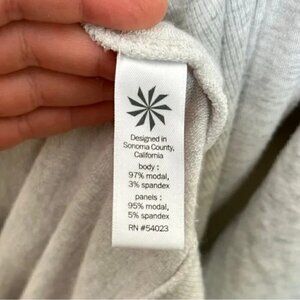 Designed in
Sonoma County,
California
body :
97% modal,
3% spandex
panels :
95% modal,
5% spandex
RN #54023